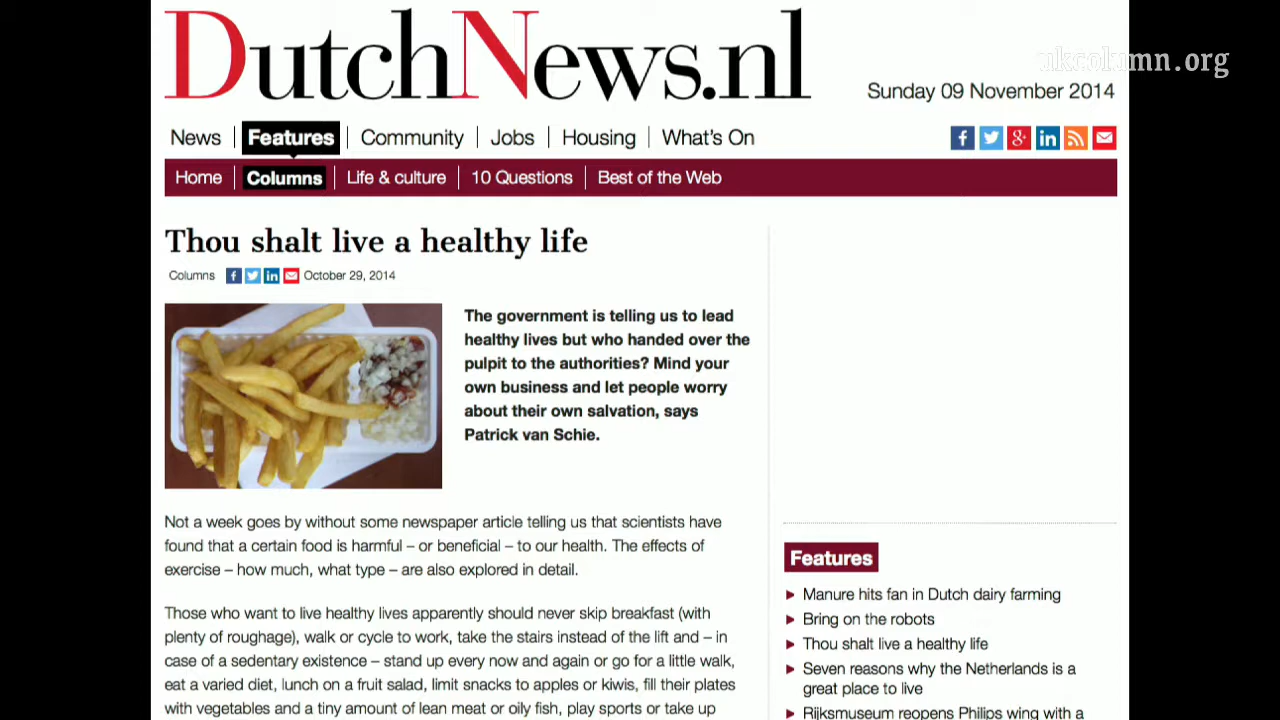 DutchNews.nl
ukcolumn.org
Sunday 09 November 2014
News
Features
Community
Jobs
Housing
What's On
Home
Columns
Life & culture
10 Questions
Best of the Web
Thou shalt live a healthy life
Columns
October 29, 2014
The government is telling us to lead
healthy lives but who handed over the
pulpit to the authorities? Mind your
own business and let people worry
about their own salvation, says
Patrick van Schie.
Not a week goes by without some newspaper article telling us that scientists have
found that a certain food is harmful – or beneficial – to our health. The effects of
exercise – how much, what type – are also explored in detail.
Those who want to live healthy lives apparently should never skip breakfast (with
plenty of roughage), walk or cycle to work, take the stairs instead of the lift and – in
case of a sedentary existence – stand up every now and again or go for a little walk,
eat a varied diet, lunch on a fruit salad, limit snacks to apples or kiwis, fill their plates
with vegetables and a tiny amount of lean meat or oily fish, play sports or take up
Features
Manure hits fan in Dutch dairy farming
Bring on the robots
Thou shalt live a healthy life
Seven reasons why the Netherlands is a
great place to live
Rijksmuseum reopens Philips wing with a